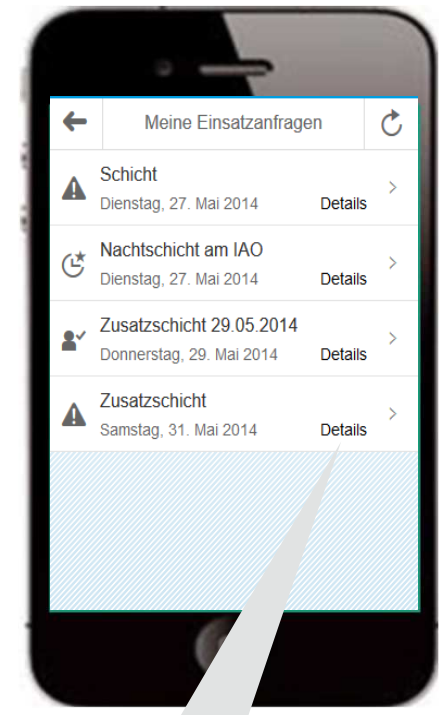 Meine Einsatzanfragen
Schicht
Dienstag, 27. Mai 2014 Details
Nachtschicht am IAO
Dienstag, 27. Mai 2014 Details
Zusatzschicht 29.05.2014
Donnerstag, 29. Mai 2014 Details
Zusatzschicht
Samstag, 31. Mai 2014 Details